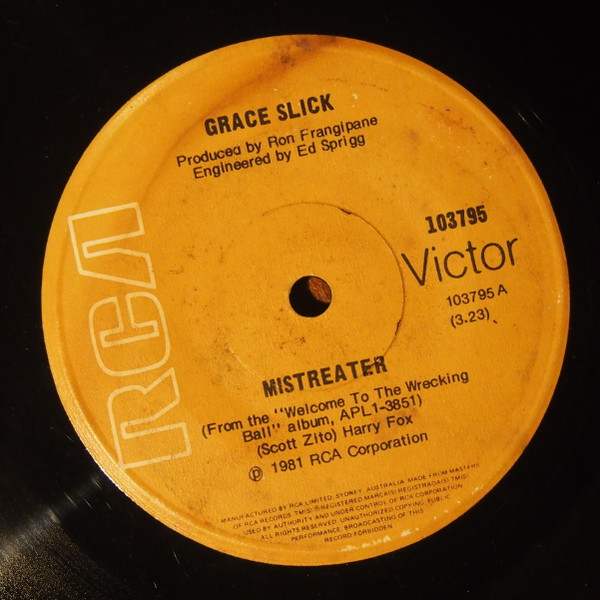 GRACE SLICK
Produced by Ron Frangipane
Engineered by Ed Sprigg
RCA
103795
Victor
103795 A
(3.23)
MISTREATER
(From the "Welcome To The Wrecking
Ball" album, APL1-3851)
(Scott Zito) Harry Fox
℗ 1981 RCA Corporation
MANUFACTURED BY RCA LIMITED, SYDNEY, AUSTRALIA, MADE FROM MASTERS
OF RCA RECORDS. TM(S) ® REGISTERED MARCA(S) REGISTRADA(S) TM(S)
USED BY AUTHORITY AND UNDER CONTROL OF RCA CORPORATION.
ALL RIGHTS RESERVED. UNAUTHORIZED COPYING, PUBLIC
PERFORMANCE, BROADCASTING OF THIS
RECORD FORBIDDEN